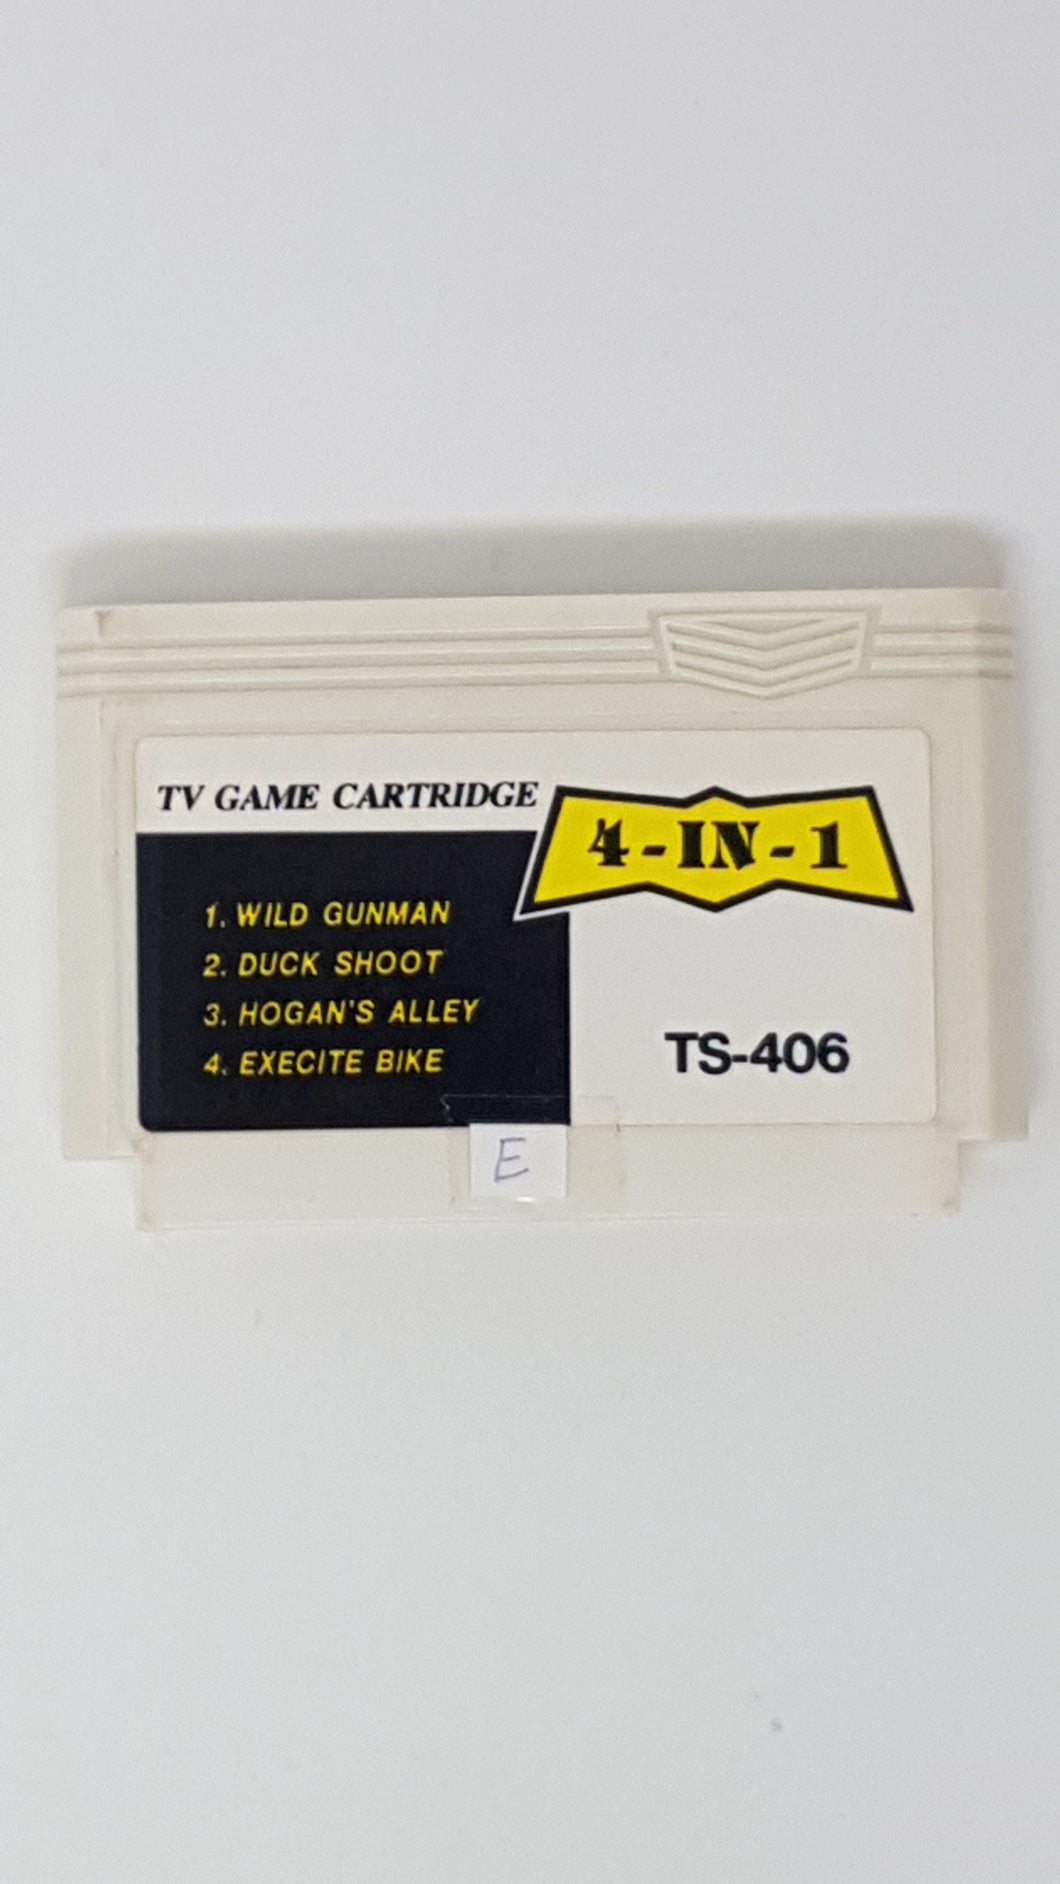 TV GAME CARTRIDGE
4-IN-1
1. WILD GUNMAN
2. DUCK SHOOT
3. HOGAN'S ALLEY
4. EXECITE BIKE
TS-406
E